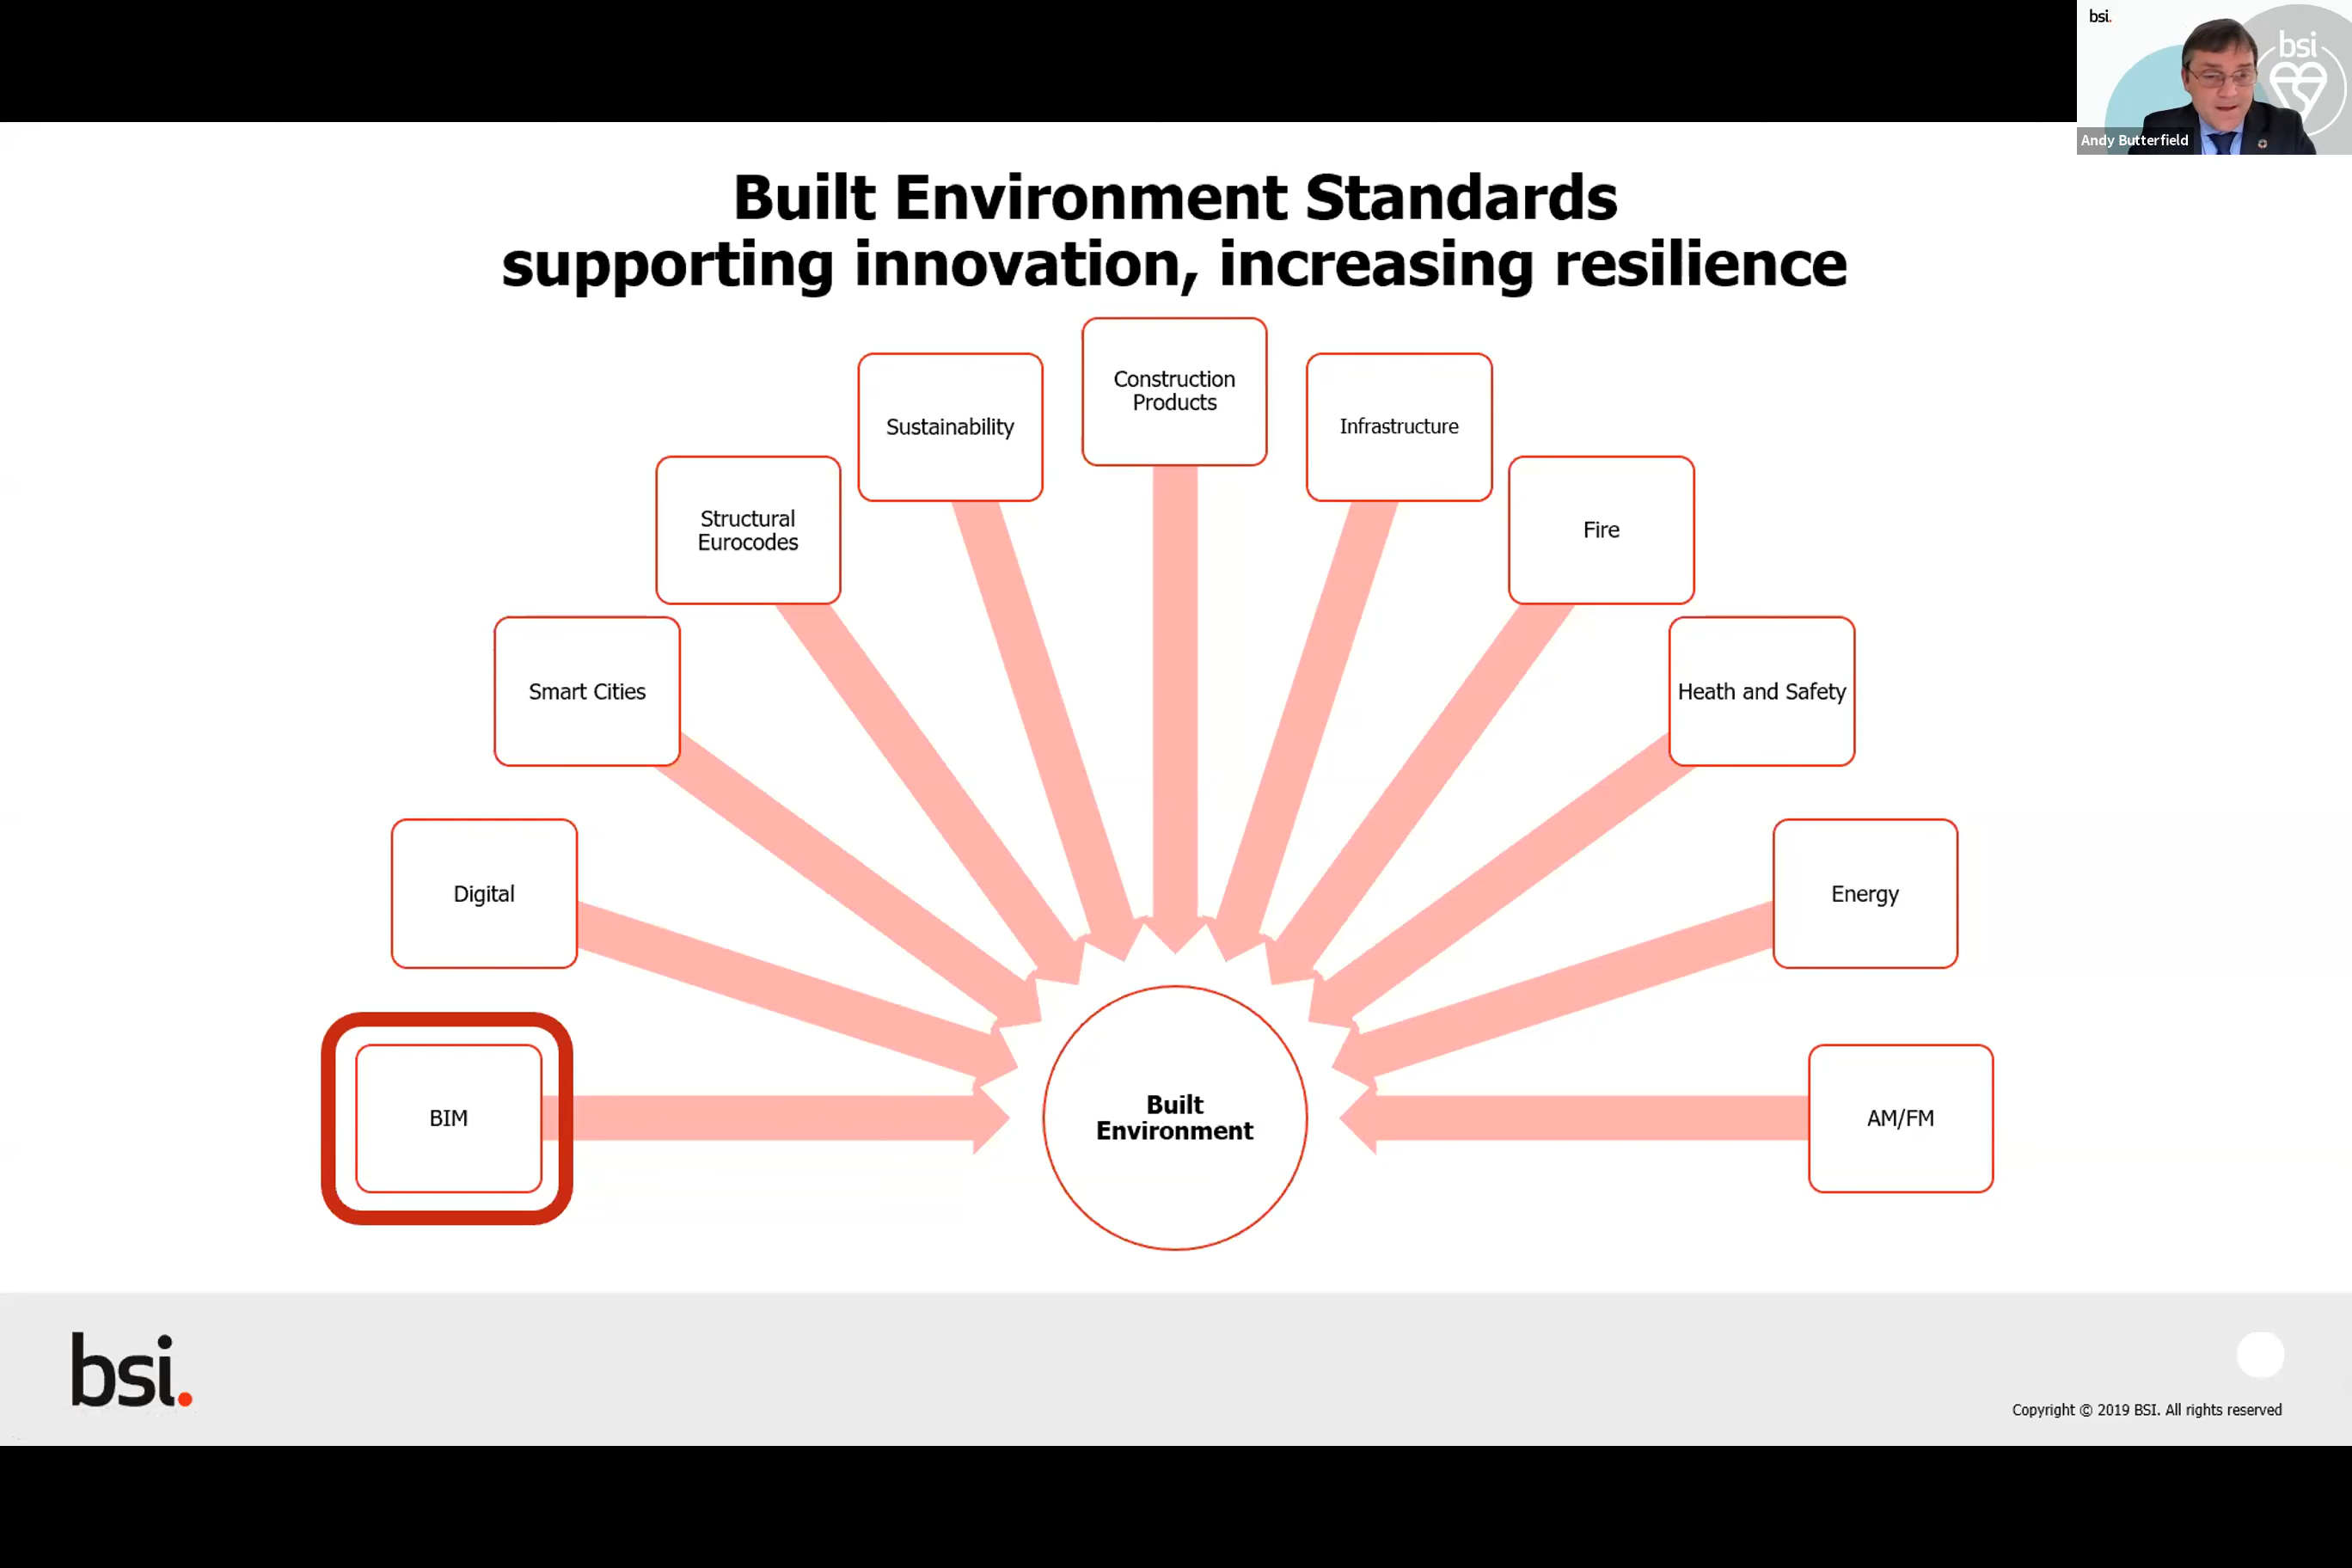 bsi.
bsi
Andy Butterfield
Built Environment Standards
supporting innovation, increasing resilience
Construction
Products
Sustainability
Infrastructure
Structural
Eurocodes
Fire
Smart Cities
Heath and Safety
Digital
Energy
BIM
Built
Environment
AM/FM
bsi.
Copyright © 2019 BSI. All rights reserved